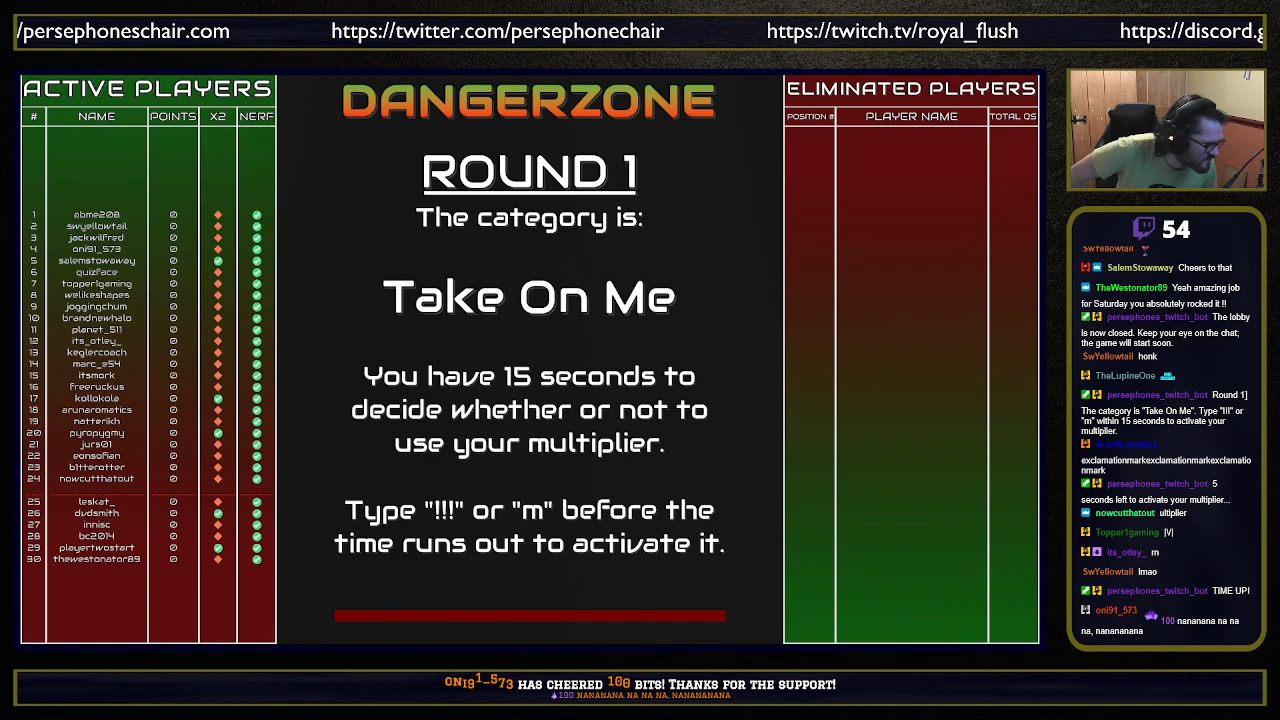 /persephoneschair.com
https://twitter.com/persephonechair
https://twitch.tv/royal_flush
https://discord.g
ACTIVE PLAYERS
# NAME POINTS X2 NERF
1 abme208 0
2 swyellowtail 0
3 jackwilfred 0
4 oni91_573 0
5 salemstowaway 0
6 quizface 0
7 topper1gaming 0
8 welikeshapes 0
9 joggingchum 0
10 brandnewhalo 0
11 planet_511 0
12 its_otley_ 0
13 keglercoach 0
14 marc_e54 0
15 itsmork 0
16 freeruckus 0
17 kollokola 0
18 arunaromatics 0
19 natterikh 0
20 pyropygmy 0
21 jurs01 0
22 eonsofian 0
23 b1tterotter 0
24 nowcutthatout 0
25 leskat_ 0
26 dvdsmith 0
27 innisc 0
28 bc2014 0
29 playertwostart 0
30 thewestonator89 0
DANGERZONE
ROUND 1
The category is:
Take On Me
You have 15 seconds to
decide whether or not to
use your multiplier.
Type "!!!" or "m" before the
time runs out to activate it.
ELIMINATED PLAYERS
POSITION # PLAYER NAME TOTAL QS
54
SwYellowtail
SalemStowaway Cheers to that
TheWestonator89 Yeah amazing job
for Saturday you absolutely rocked it !!
persephones_twitch_bot The lobby
is now closed. Keep your eye on the chat;
the game will start soon.
SwYellowtail honk
TheLupineOne
persephones_twitch_bot Round 1]
The category is "Take On Me". Type "!!!" or
"m" within 15 seconds to activate your
multiplier.
ArunAromatics
exclamationmarkexclamationmarkexclamatio
nmark
persephones_twitch_bot 5
seconds left to activate your multiplier...
nowcutthatout ultiplier
Topper1gaming |V|
its_otley_ rn
SwYellowtail lmao
persephones_twitch_bot TIME UP!
oni91_573 100 nananana na na
na, nanananana
oni91_573 has cheered 100 bits! Thanks for the support!
100 nananana na na na, nanananana